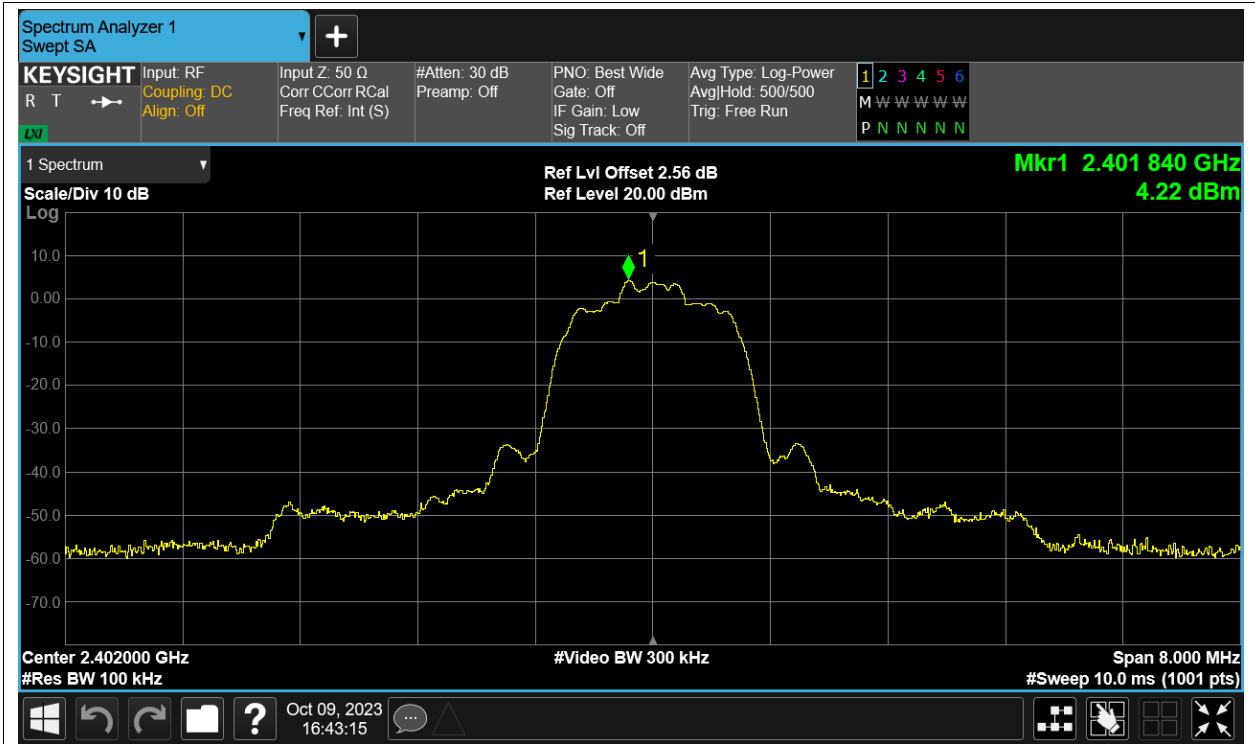 Spectrum Analyzer 1
Swept SA
KEYSIGHT
R T
LXI
Input: RF
Coupling: DC
Align: Off
Input Z: 50 Ω
Corr CCorr RCal
Freq Ref: Int (S)
#Atten: 30 dB
Preamp: Off
PNO: Best Wide
Gate: Off
IF Gain: Low
Sig Track: Off
Avg Type: Log-Power
Avg|Hold: 500/500
Trig: Free Run
1 2 3 4 5 6
M W W W W W
P N N N N N
1 Spectrum
Scale/Div 10 dB
Ref Lvl Offset 2.56 dB
Ref Level 20.00 dBm
Mkr1 2.401 840 GHz
4.22 dBm
Log
1
10.0
0.00
-10.0
-20.0
-30.0
-40.0
-50.0
-60.0
-70.0
Center 2.402000 GHz
#Video BW 300 kHz
Span 8.000 MHz
#Res BW 100 kHz
#Sweep 10.0 ms (1001 pts)
?
Oct 09, 2023
16:43:15